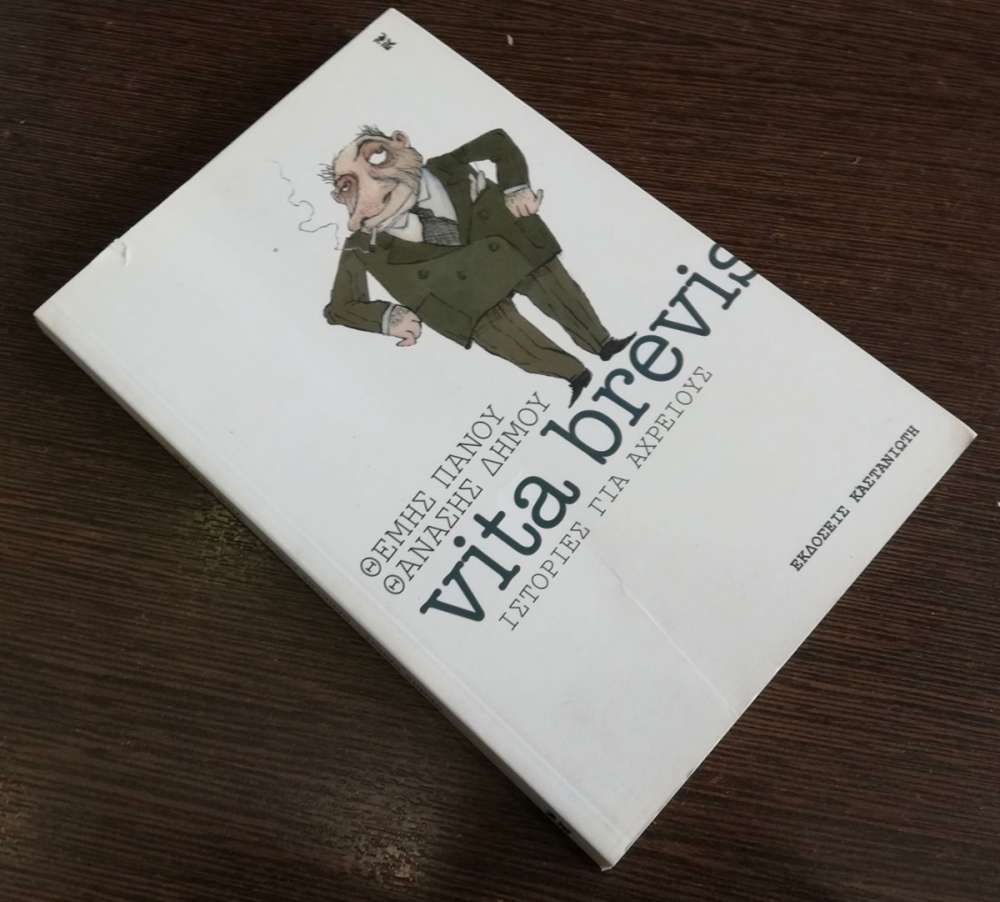 ΘΕΜΗΣ ΠΑΝΟΥ
ΘΑΝΑΣΗΣ ΔΗΜΟΥ
vita brevis
ΙΣΤΟΡΙΕΣ ΓΙΑ ΑΧΡΕΙΟΥΣ
ΕΚΔΟΣΕΙΣ ΚΑΣΤΑΝΙΩΤΗ